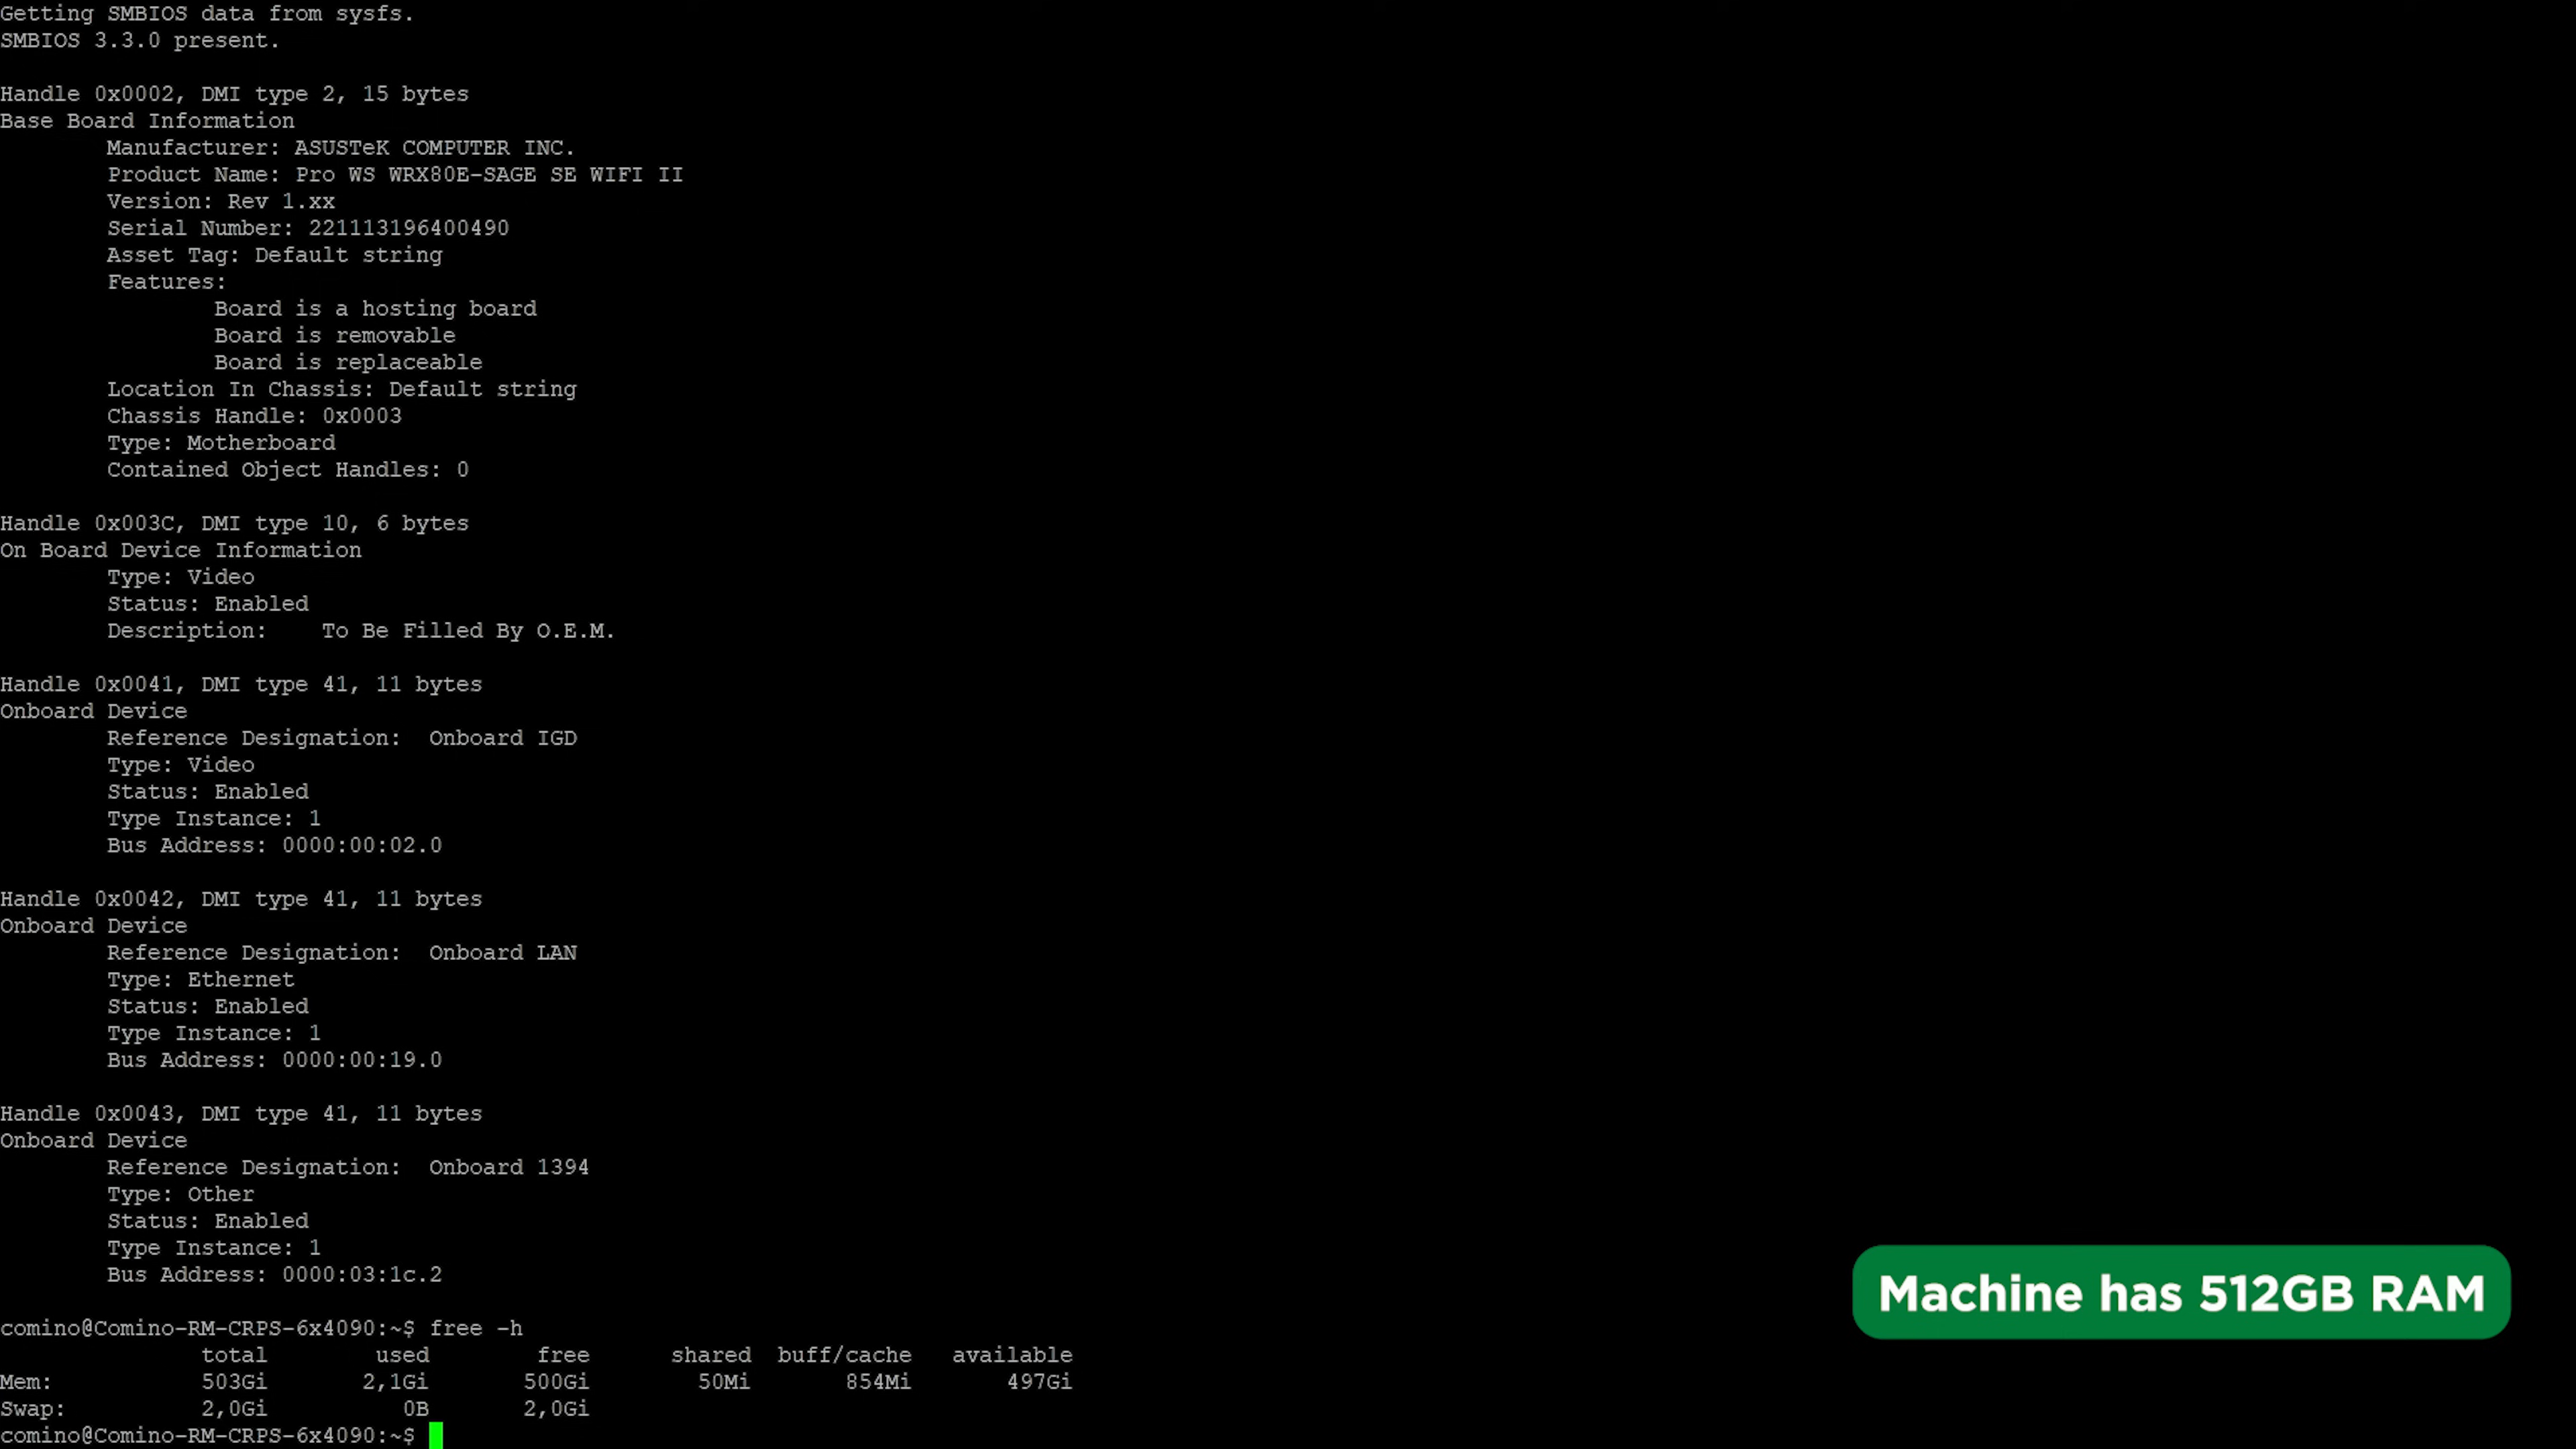 Getting SMBIOS data from sysfs.
SMBIOS 3.3.0 present.

Handle 0x0002, DMI type 2, 15 bytes
Base Board Information
        Manufacturer: ASUSTeK COMPUTER INC.
        Product Name: Pro WS WRX80E-SAGE SE WIFI II
        Version: Rev 1.xx
        Serial Number: 221113196400490
        Asset Tag: Default string
        Features:
                Board is a hosting board
                Board is removable
                Board is replaceable
        Location In Chassis: Default string
        Chassis Handle: 0x0003
        Type: Motherboard
        Contained Object Handles: 0

Handle 0x003C, DMI type 10, 6 bytes
On Board Device Information
        Type: Video
        Status: Enabled
        Description:    To Be Filled By O.E.M.

Handle 0x0041, DMI type 41, 11 bytes
Onboard Device
        Reference Designation:  Onboard IGD
        Type: Video
        Status: Enabled
        Type Instance: 1
        Bus Address: 0000:00:02.0

Handle 0x0042, DMI type 41, 11 bytes
Onboard Device
        Reference Designation:  Onboard LAN
        Type: Ethernet
        Status: Enabled
        Type Instance: 1
        Bus Address: 0000:00:19.0

Handle 0x0043, DMI type 41, 11 bytes
Onboard Device
        Reference Designation:  Onboard 1394
        Type: Other
        Status: Enabled
        Type Instance: 1
        Bus Address: 0000:03:1c.2

comino@Comino-RM-CRPS-6x4090:~$ free -h
               total        used        free      shared  buff/cache   available
Mem:           503Gi       2,1Gi       500Gi        50Mi       854Mi       497Gi
Swap:          2,0Gi          0B       2,0Gi
comino@Comino-RM-CRPS-6x4090:~$
Machine has 512GB RAM